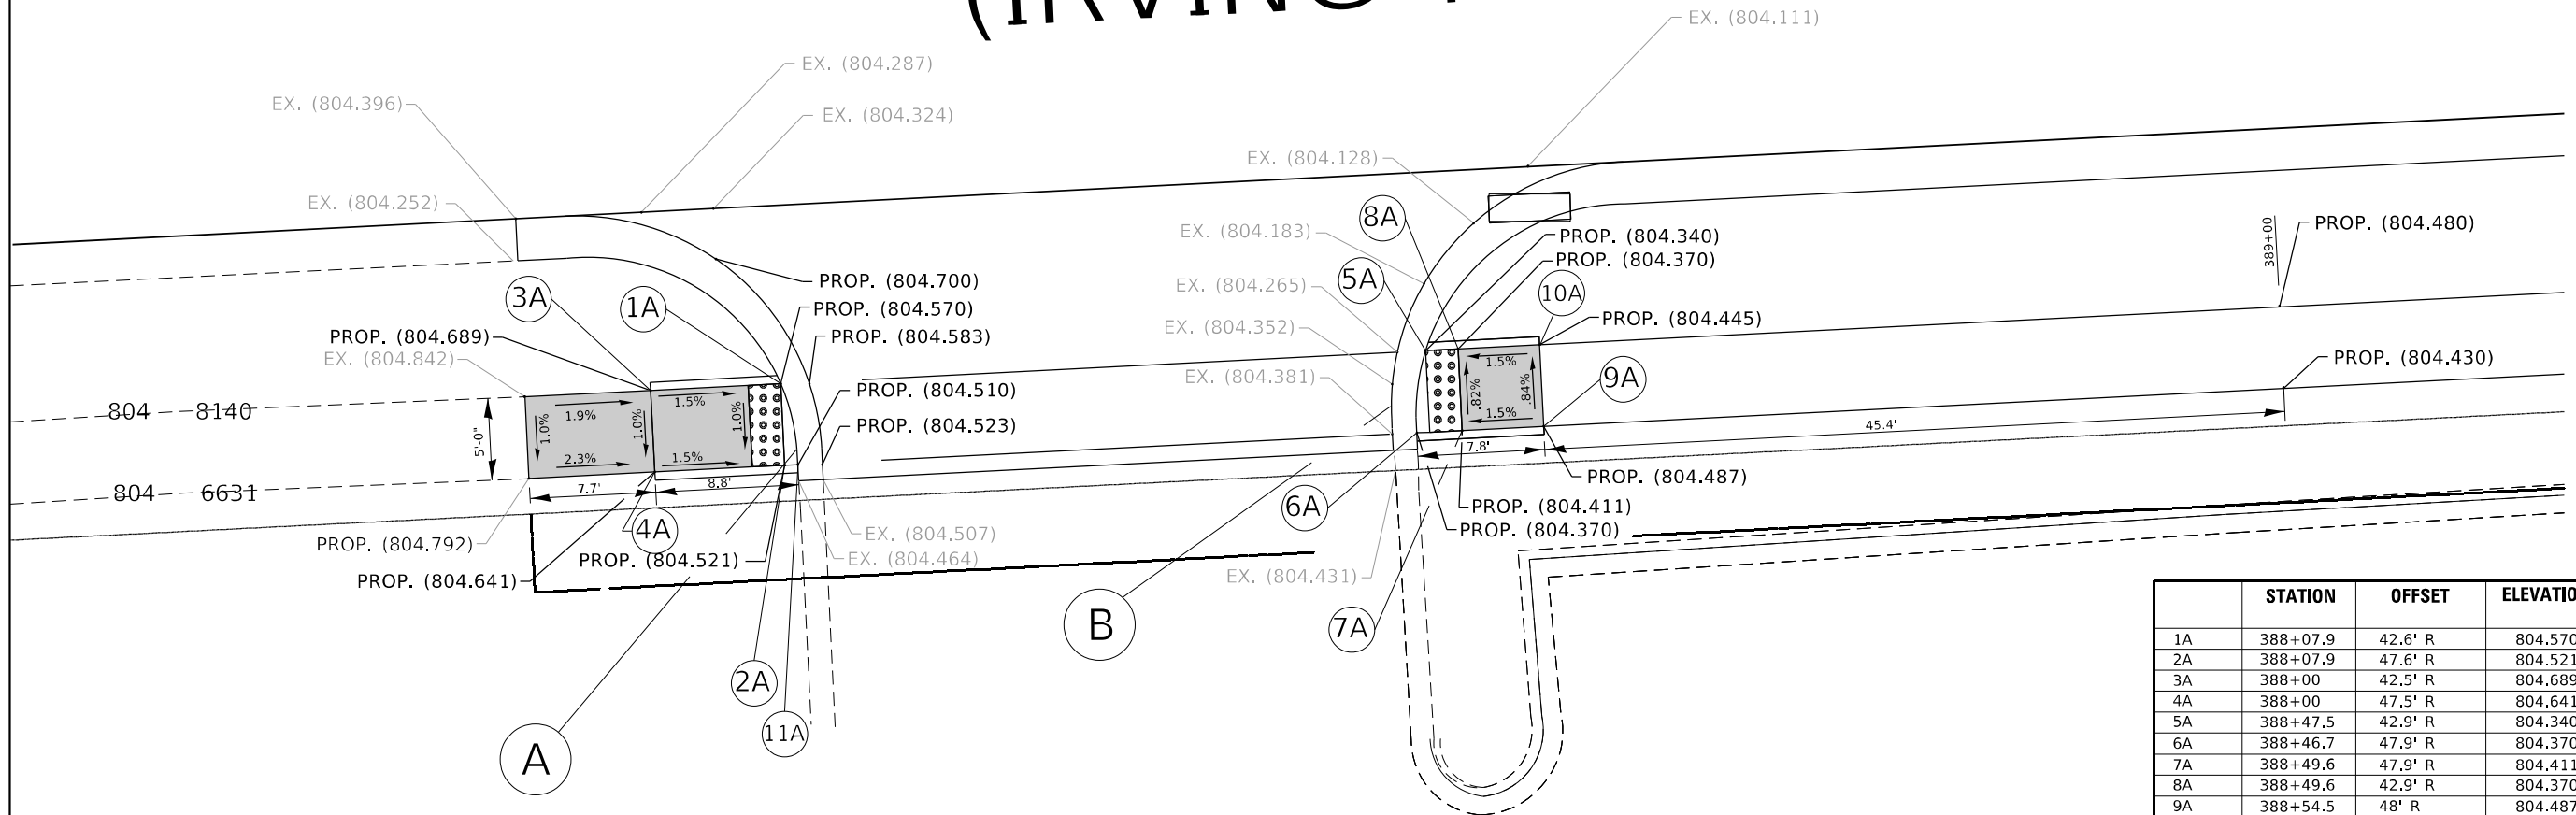 EX. (804.111)
EX. (804.287)
EX. (804.396)
EX. (804.324)
EX. (804.128)
EX. (804.252)
8A
EX. (804.183)
PROP. (804.340)
PROP. (804.480)
389+00
PROP. (804.370)
PROP. (804.700)
5A
EX. (804.265)
10A
3A
1A
PROP. (804.570)
PROP. (804.445)
EX. (804.352)
PROP. (804.689)
PROP. (804.583)
EX. (804.842)
PROP. (804.430)
1.5%
EX. (804.381)
9A
PROP. (804.510)
.82%
.84%
1.5%
1.9%
1.5%
804 8140
1.0%
1.0%
1.0%
5'-0"
PROP. (804.523)
45.4'
7.8'
2.3%
1.5%
PROP. (804.487)
804 6631
7.7'
8.8'
6A
PROP. (804.411)
4A
PROP. (804.370)
EX. (804.507)
PROP. (804.792)
PROP. (804.521)
EX. (804.464)
PROP. (804.641)
EX. (804.431)
B
7A
2A
11A
A
STATION OFFSET
1A 388+07.9 42.6' R 804.570
2A 388+07.9 47.6' R 804.521
3A 388+00 42.5' R 804.689
4A 388+00 47.5' R 804.641
5A 388+47.5 42.9' R 804.340
6A 388+46.7 47.9' R 804.370
7A 388+49.6 47.9' R 804.411
8A 388+49.6 42.9' R 804.370
9A 388+54.5 48' R 804.487